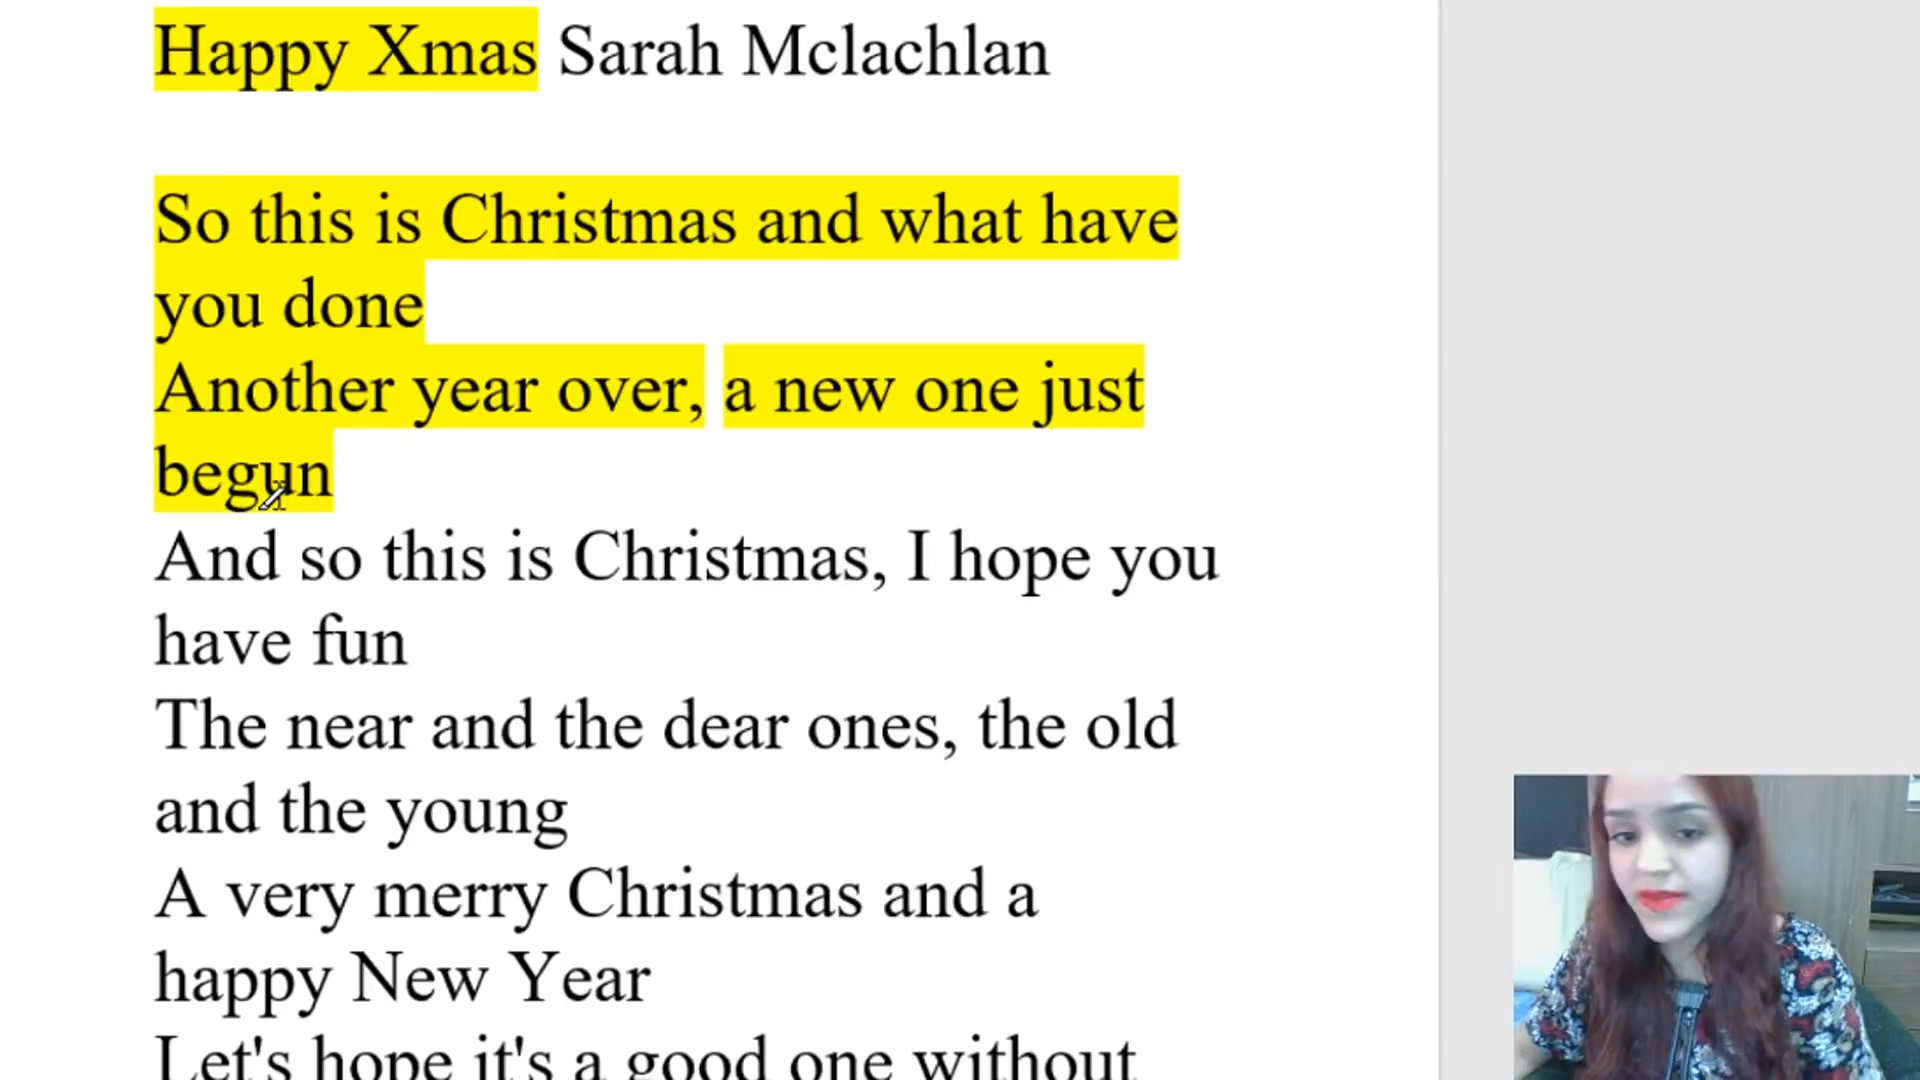 Happy Xmas Sarah Mclachlan
So this is Christmas and what have
you done
Another year over, a new one just
begun
And so this is Christmas, I hope you
have fun
The near and the dear ones, the old
and the young
A very merry Christmas and a
happy New Year
Let's hope it's a good one without